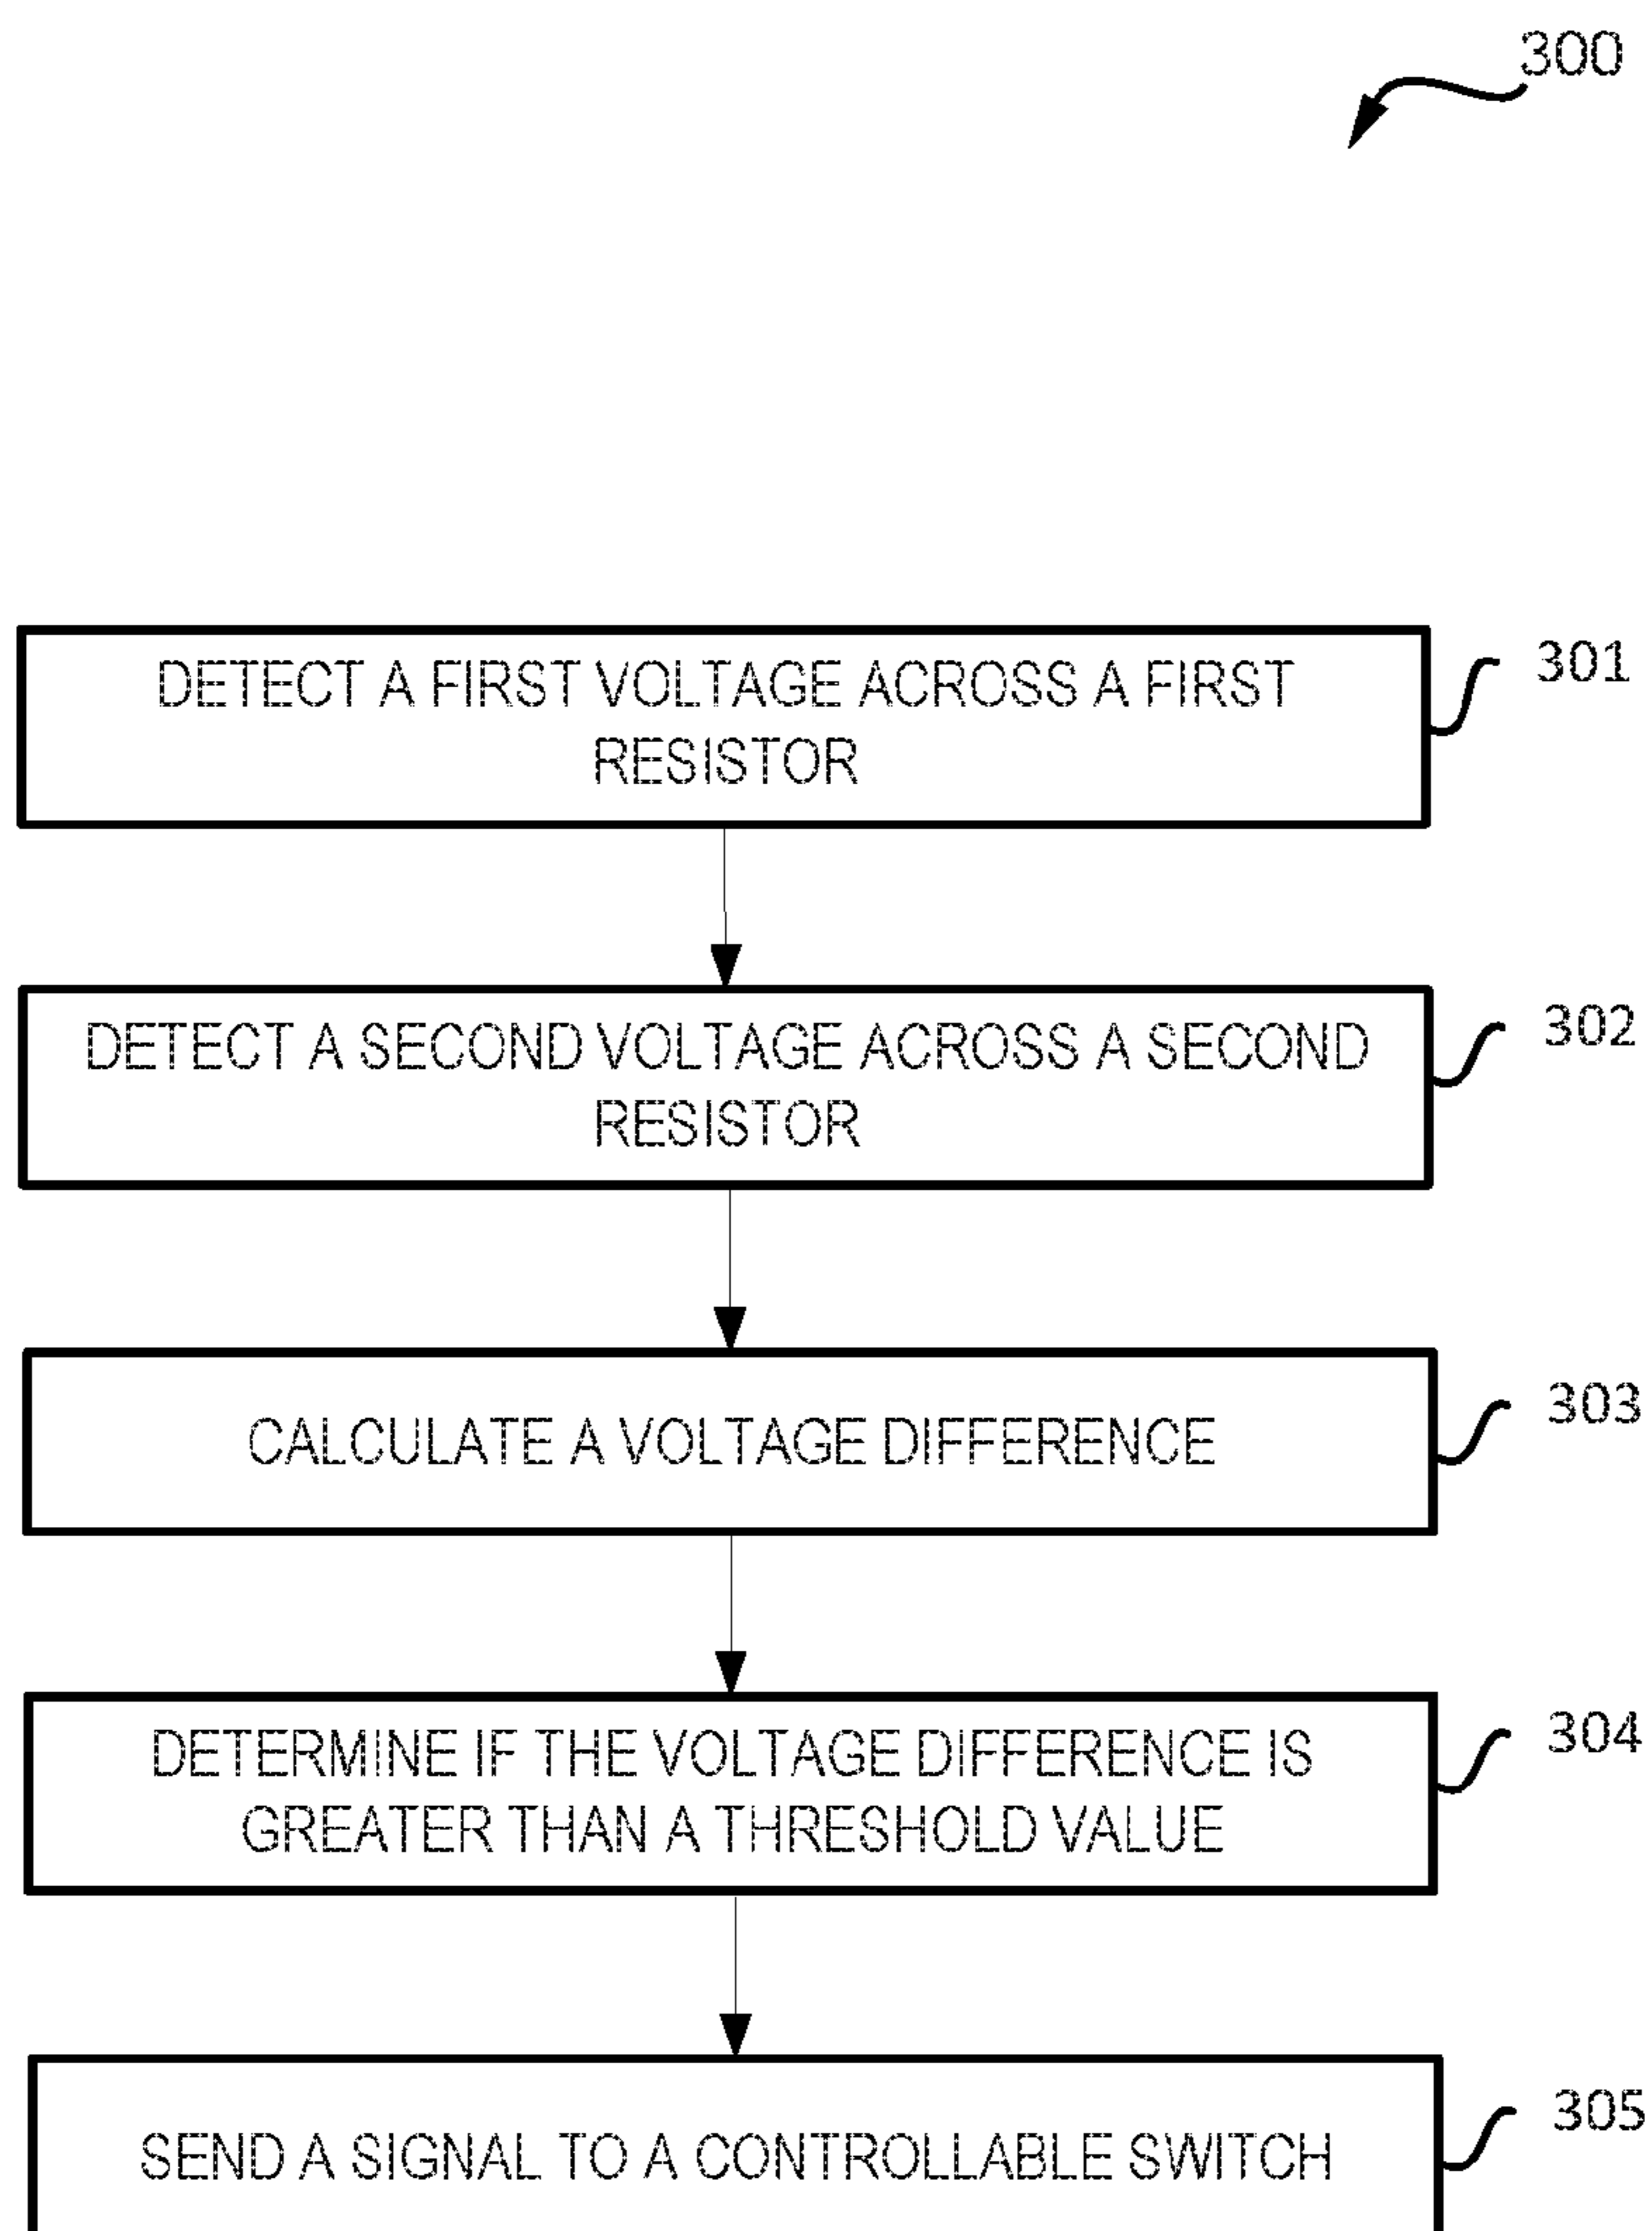 300
DETECT A FIRST VOLTAGE ACROSS A FIRST
RESISTOR
301
DETECT A SECOND VOLTAGE ACROSS A SECOND
RESISTOR
302
CALCULATE A VOLTAGE DIFFERENCE
303
DETERMINE IF THE VOLTAGE DIFFERENCE IS
GREATER THAN A THRESHOLD VALUE
304
SEND A SIGNAL TO A CONTROLLABLE SWITCH
305